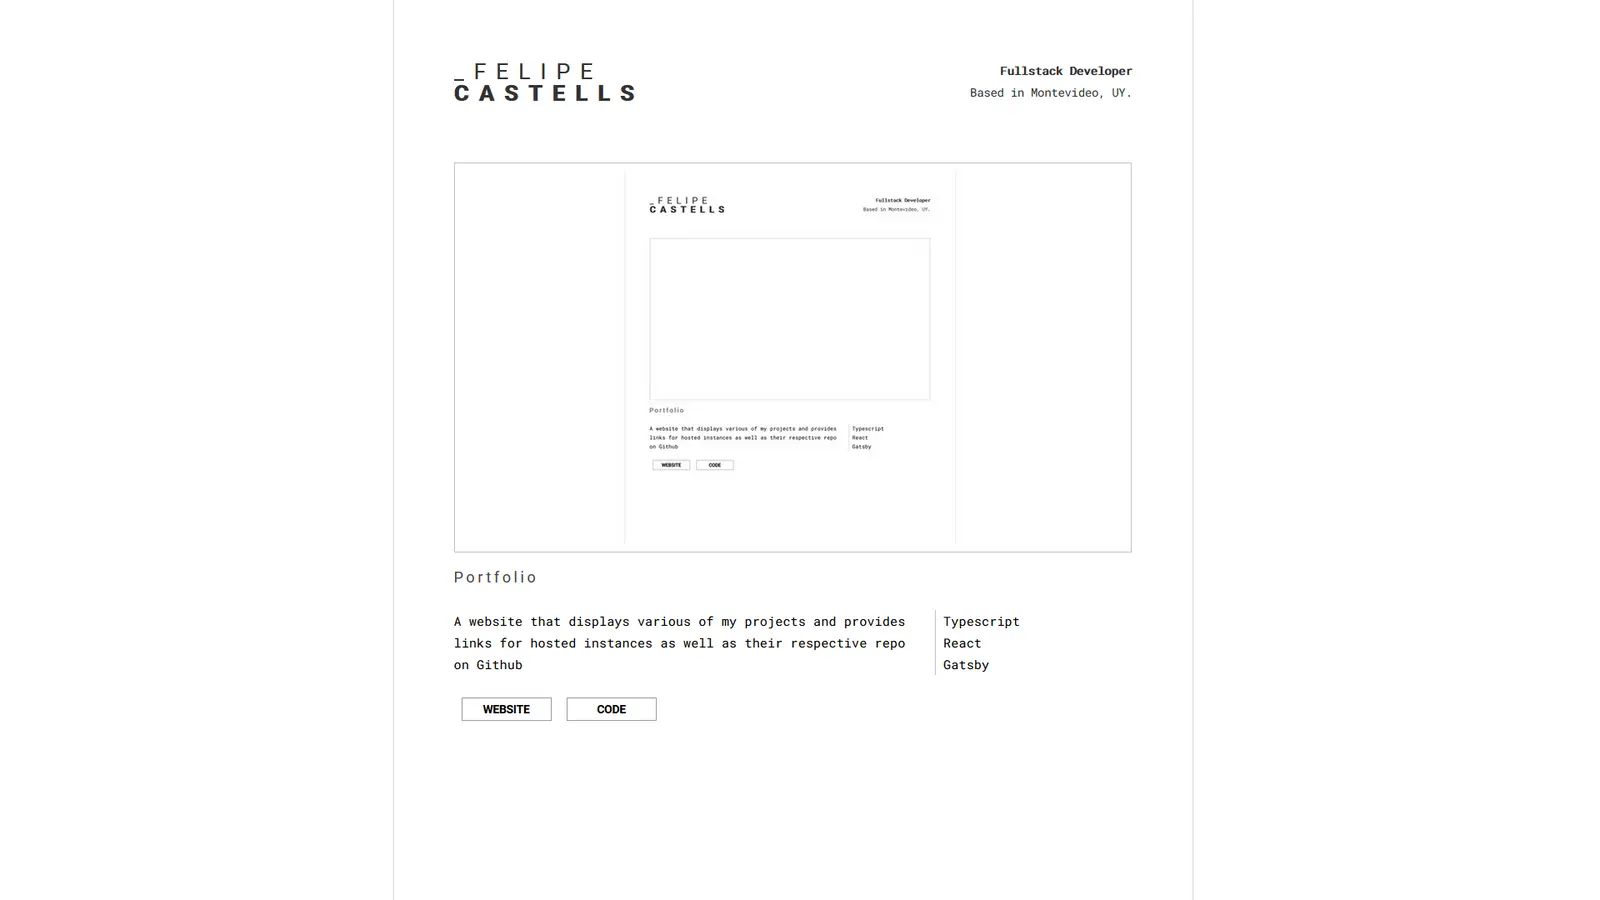 _FELIPE
CASTELLS
Fullstack Developer
Based in Montevideo, UY.
_FELIPE
CASTELLS
Fullstack Developer
Based in Montevideo, UY.
Portfolio
A website that displays various of my projects and provides
links for hosted instances as well as their respective repo
on Github
Typescript
React
Gatsby
WEBSITE
CODE
Portfolio
A website that displays various of my projects and provides
links for hosted instances as well as their respective repo
on Github
Typescript
React
Gatsby
WEBSITE
CODE